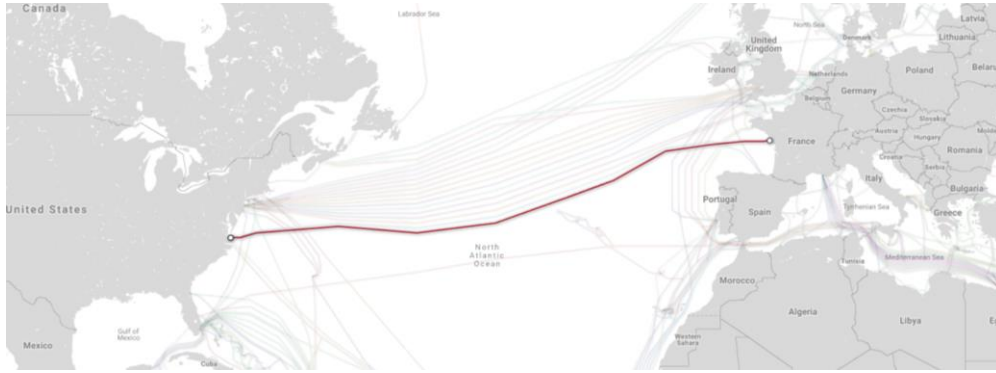 Canada
Labrador Sea
North Sea
Denmark
Latvia
Lithuania
United
Kingdom
Ireland
Netherlands
Poland
Belaru
Belgium
Germany
Czechia
Slovakia
Austria
Hungary
Moldo
France
Croatia
Romania
Serbia
Italy
Bulgaria
United States
Portugal
Spain
Tyrrhenian Sea
Greece
North
Atlantic
Ocean
Tunisia
Mediterranean Sea
Morocco
Algeria
Libya
Gulf of
Mexico
Western
Sahara
Mexico
Cuba